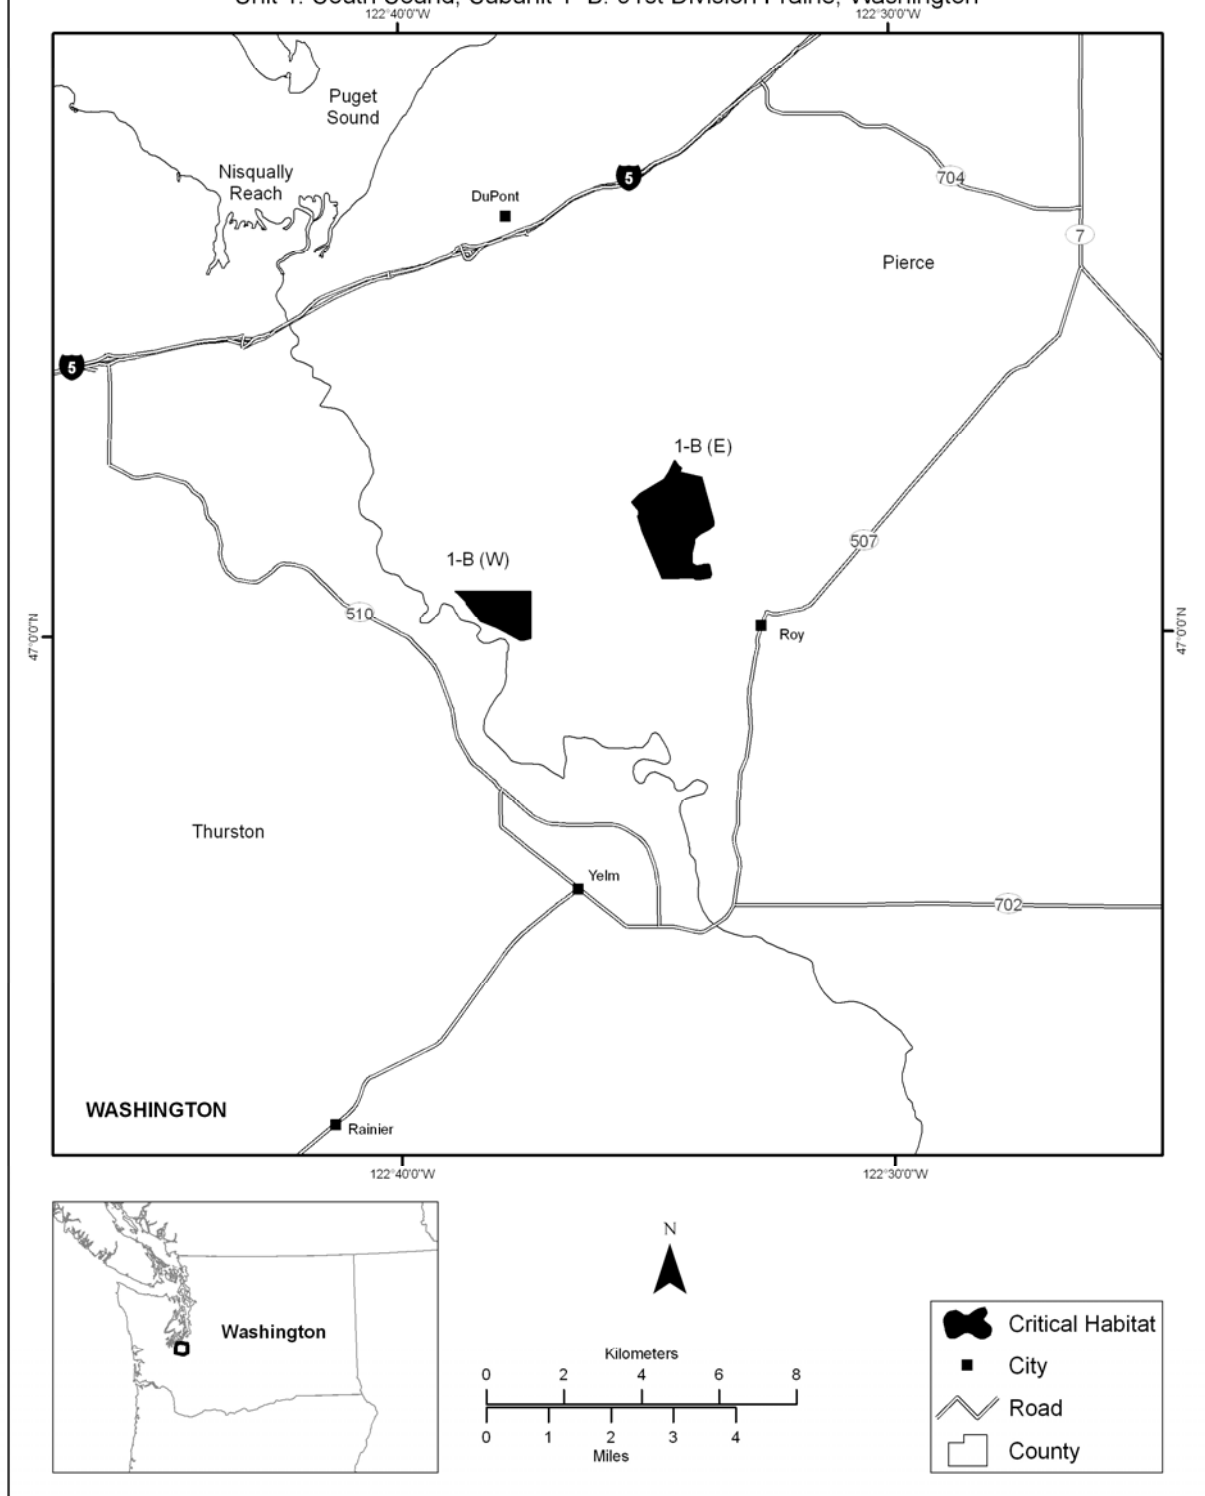 122°40'0"W
122°30'0"W
Puget
Sound
5
704
Nisqually
Reach
DuPont
7
Pierce
5
1-B (E)
507
1-B (W)
510
47°0'0"N
Roy
47°0'0"N
Thurston
Yelm
702
WASHINGTON
Rainier
122°40'0"W
122°30'0"W
Washington
N
Kilometers
0 2 4 6 8
0 1 2 3 4
Miles
Critical Habitat
City
Road
County